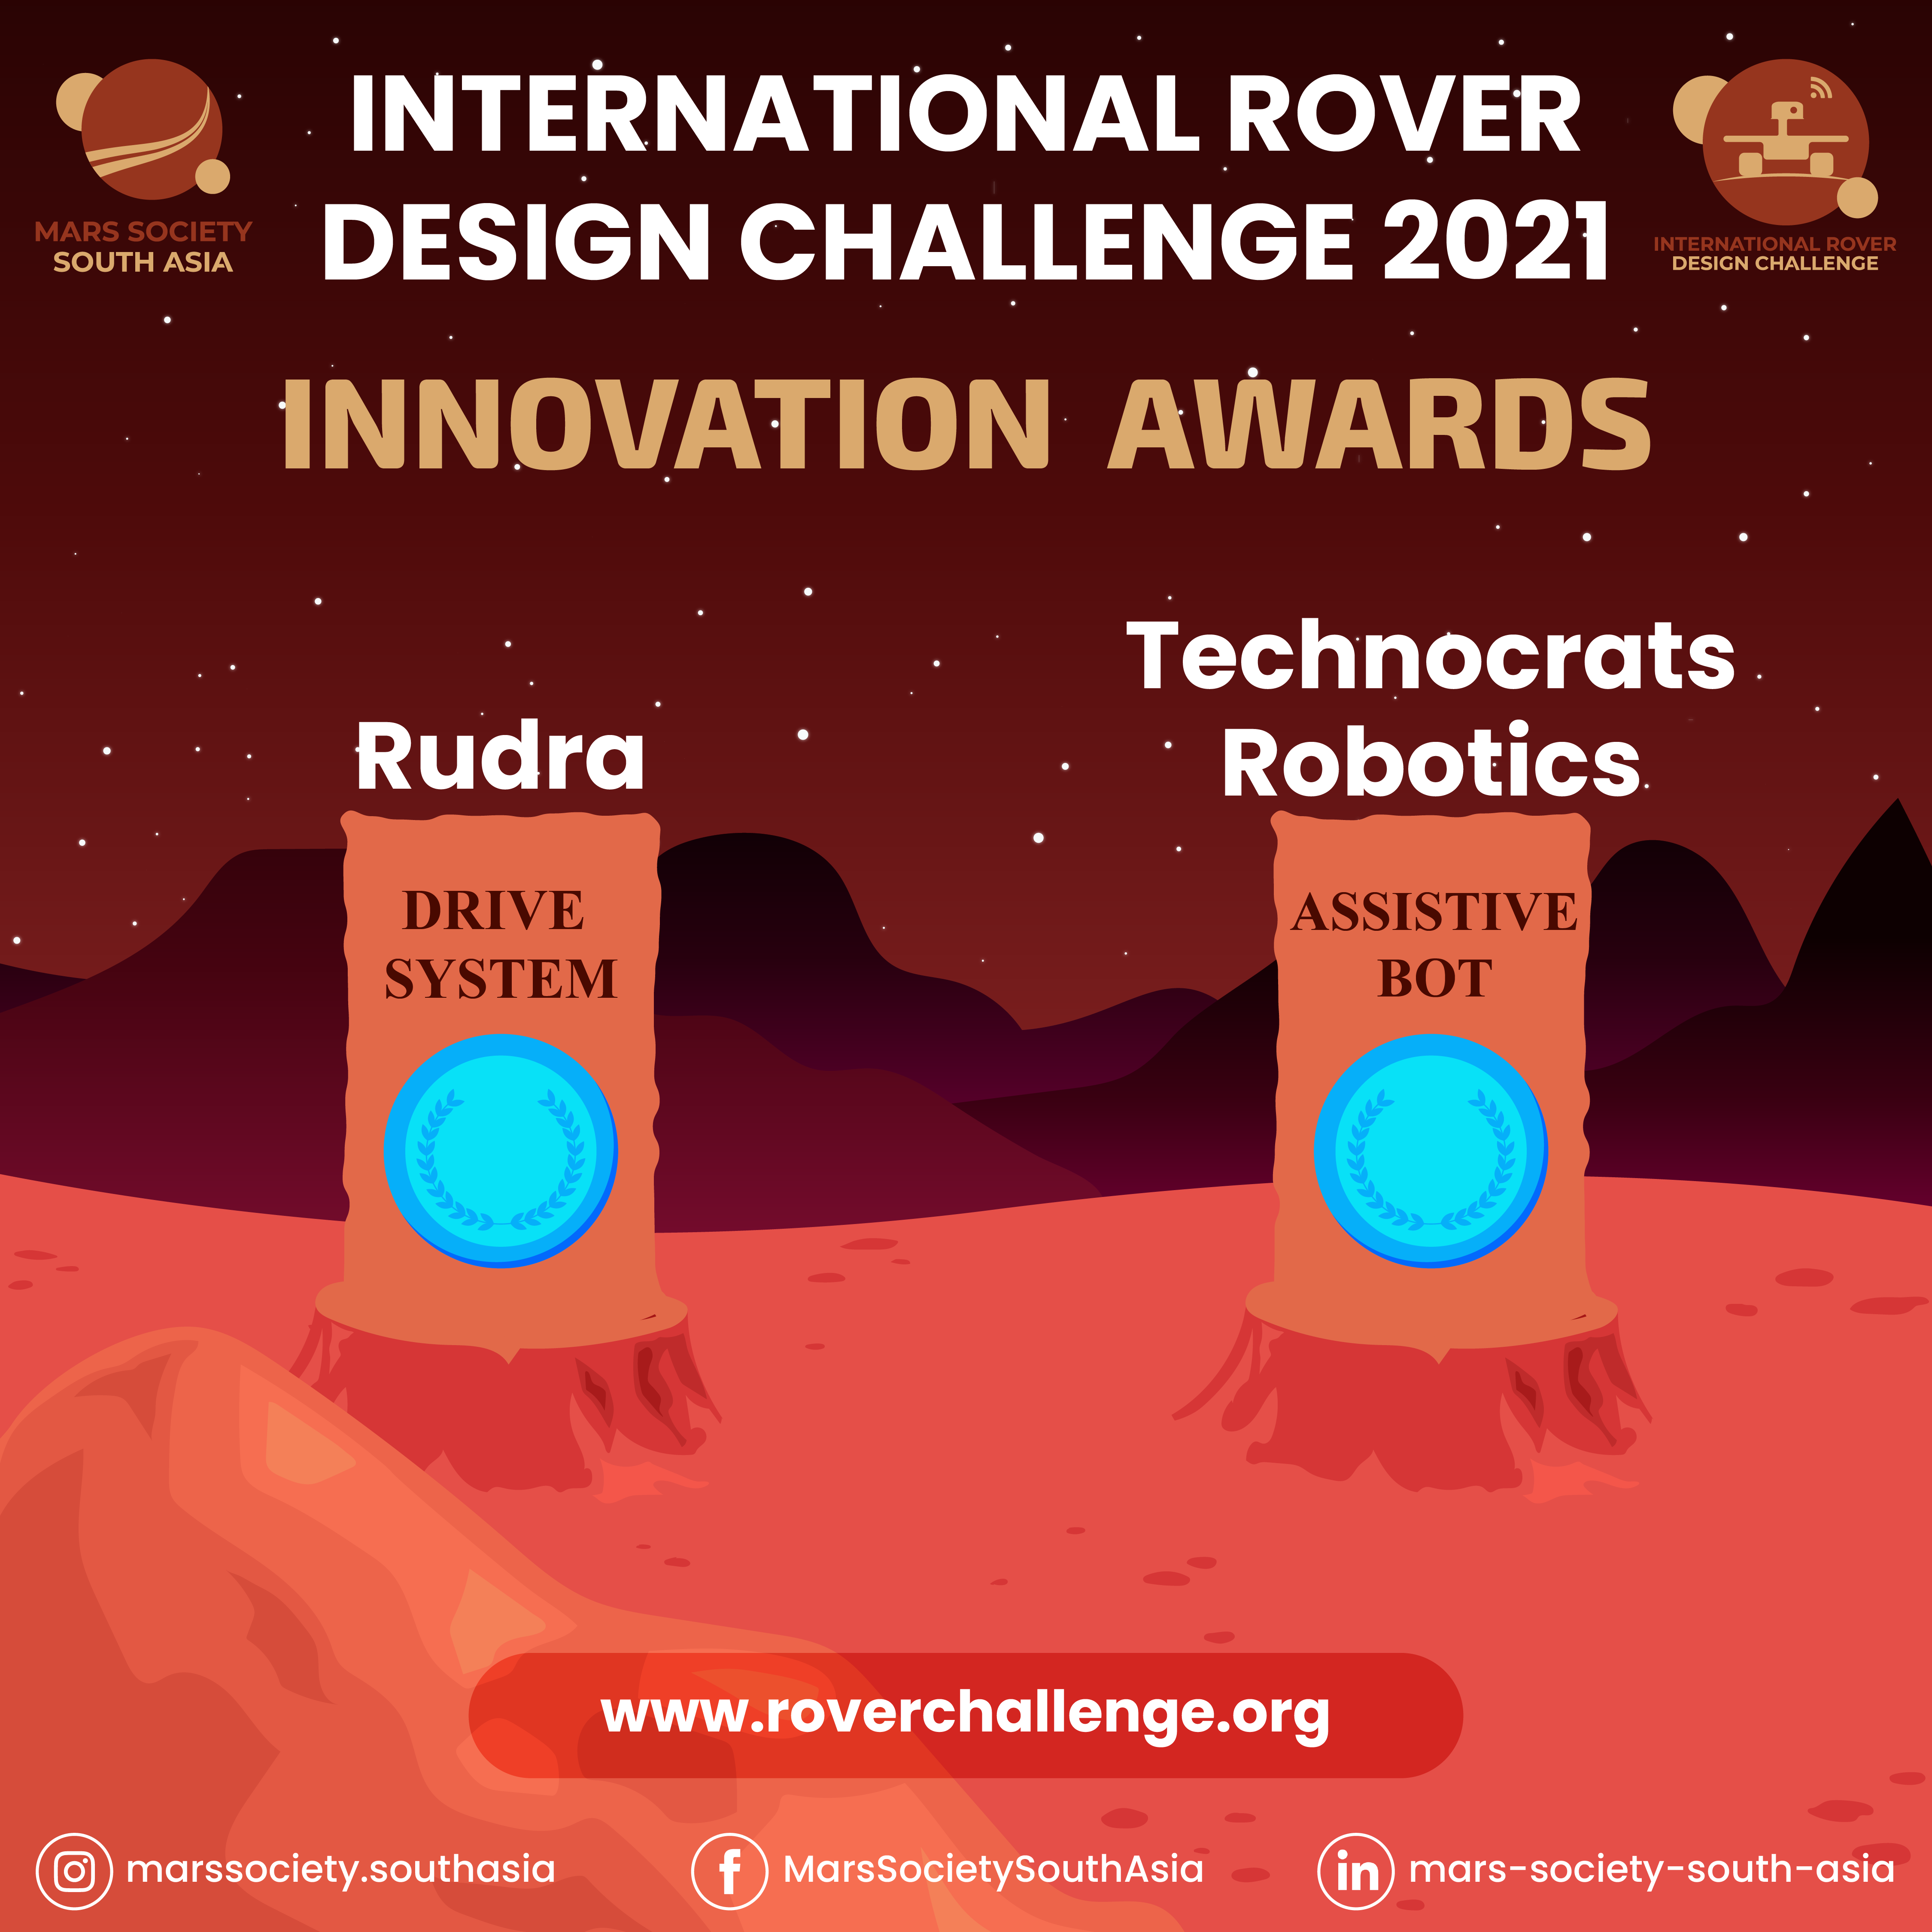 MARS SOCIETY
SOUTH ASIA
INTERNATIONAL ROVER
DESIGN CHALLENGE 2021
INTERNATIONAL ROVER
DESIGN CHALLENGE
INNOVATION AWARDS
Rudra
DRIVE
SYSTEM
Technocrats
Robotics
ASSISTIVE
BOT
www.roverchallenge.org
marssociety.southasia
MarsSocietySouthAsia
in mars-society-south-asia